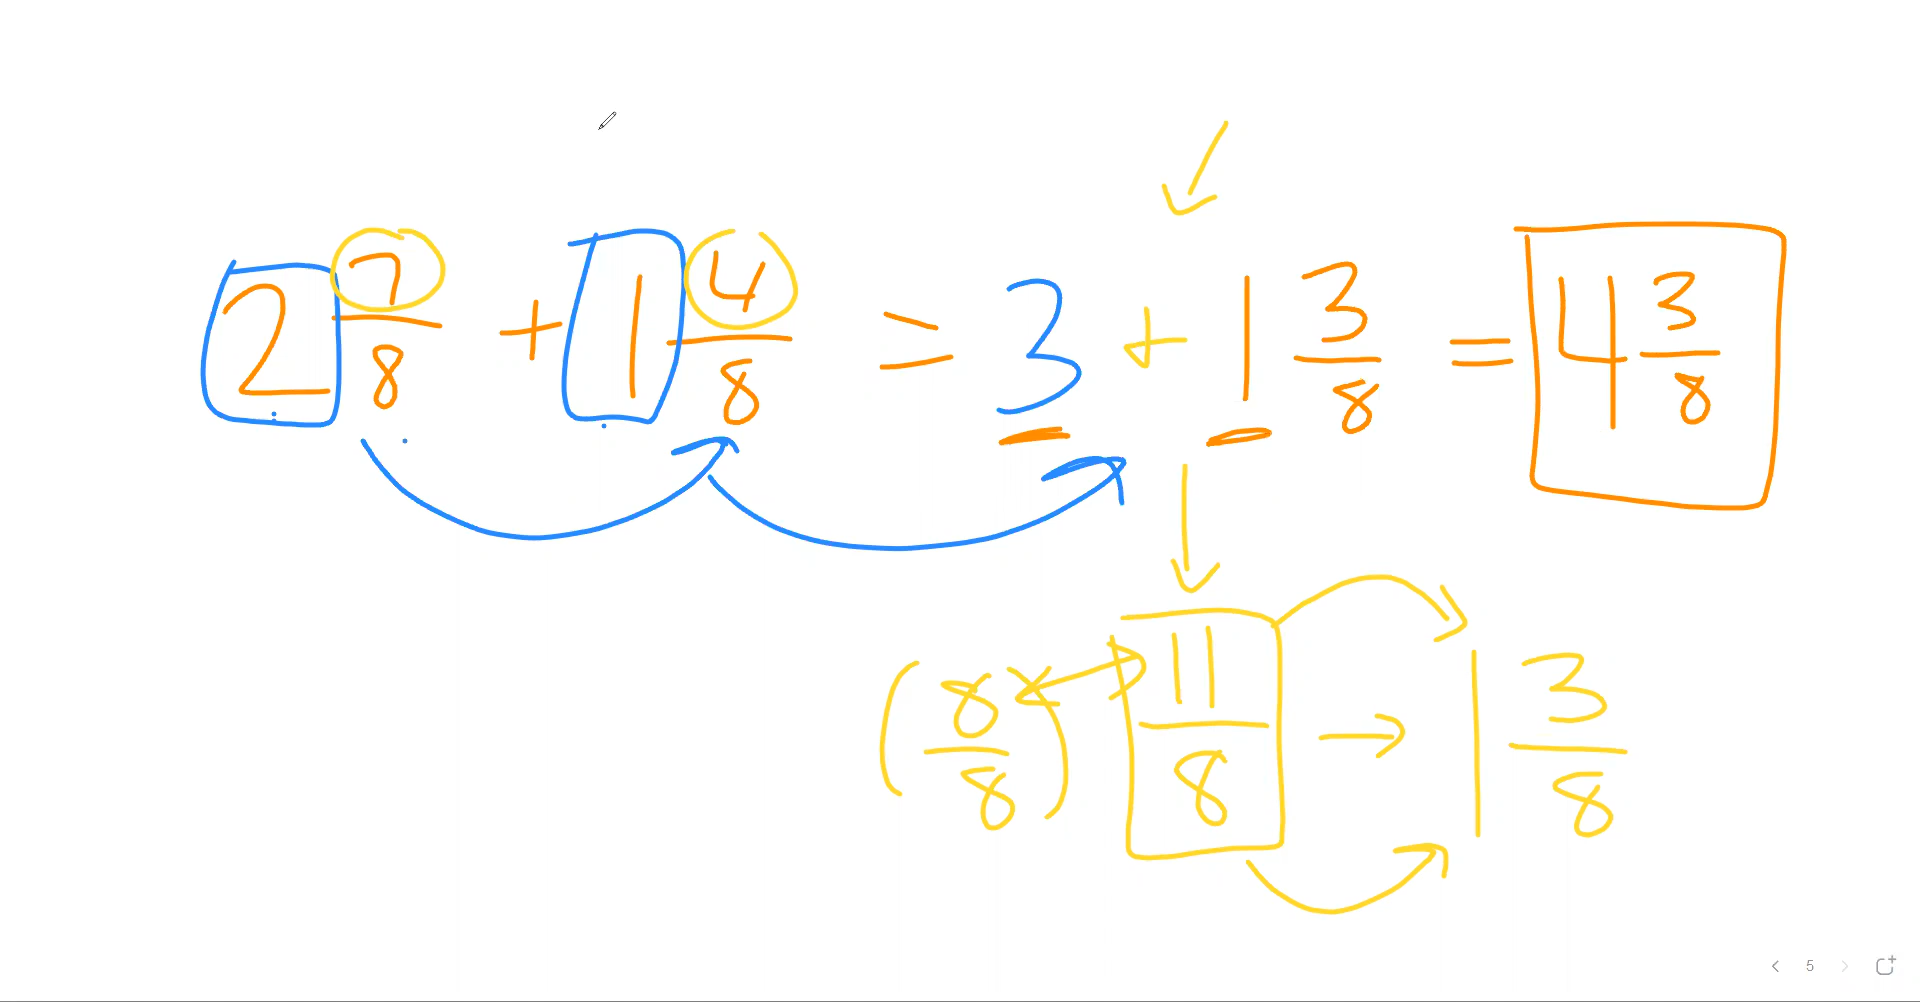 2 7/8 + 1 4/8 = 3 + 1 3/8 = 4 3/8
(8/8) 11/8 → 1 3/8
5